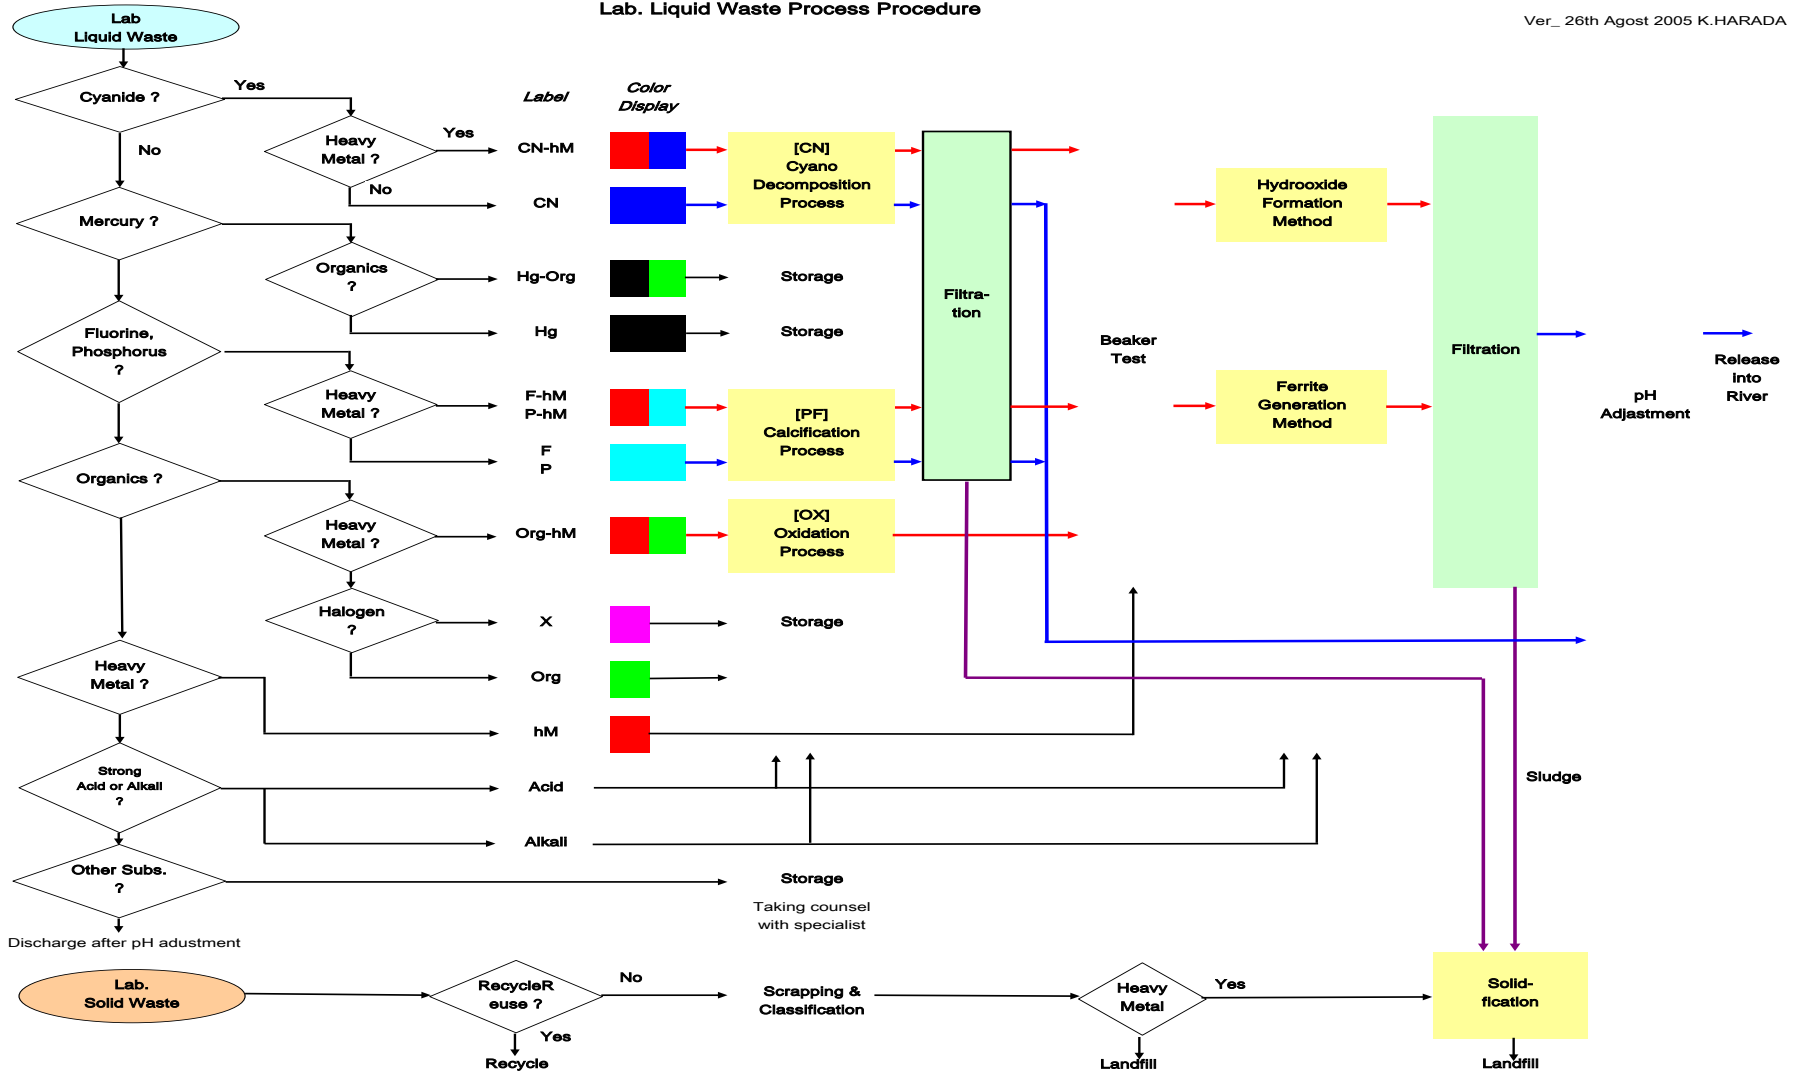 Lab. Liquid Waste Process Procedure
Ver_ 26th Agost 2005 K.HARADA
Lab
Liquid Waste
Cyanide ?
Yes
No
Heavy
Metal ?
Yes
No
Label
Color
Display
CN-hM
CN
[CN]
Cyano
Decomposition
Process
Mercury ?
Organics
?
Hg-Org
Storage
Hg
Storage
Filtra-
tion
Fluorine,
Phosphorus
?
Heavy
Metal ?
F-hM
P-hM
F
P
[PF]
Calcification
Process
Beaker
Test
Hydrooxide
Formation
Method
Ferrite
Generation
Method
Filtration
pH
Adjastment
Release
into
River
Organics ?
Heavy
Metal ?
Org-hM
[OX]
Oxidation
Process
Halogen
?
X
Storage
Org
Heavy
Metal ?
hM
Strong
Acid or Alkali
?
Acid
Alkali
Sludge
Other Subs.
?
Storage
Taking counsel
with specialist
Discharge after pH adustment
Lab.
Solid Waste
RecycleR
euse ?
No
Yes
Recycle
Scrapping &
Classification
Heavy
Metal
Yes
Landfill
Solid-
fication
Landfill